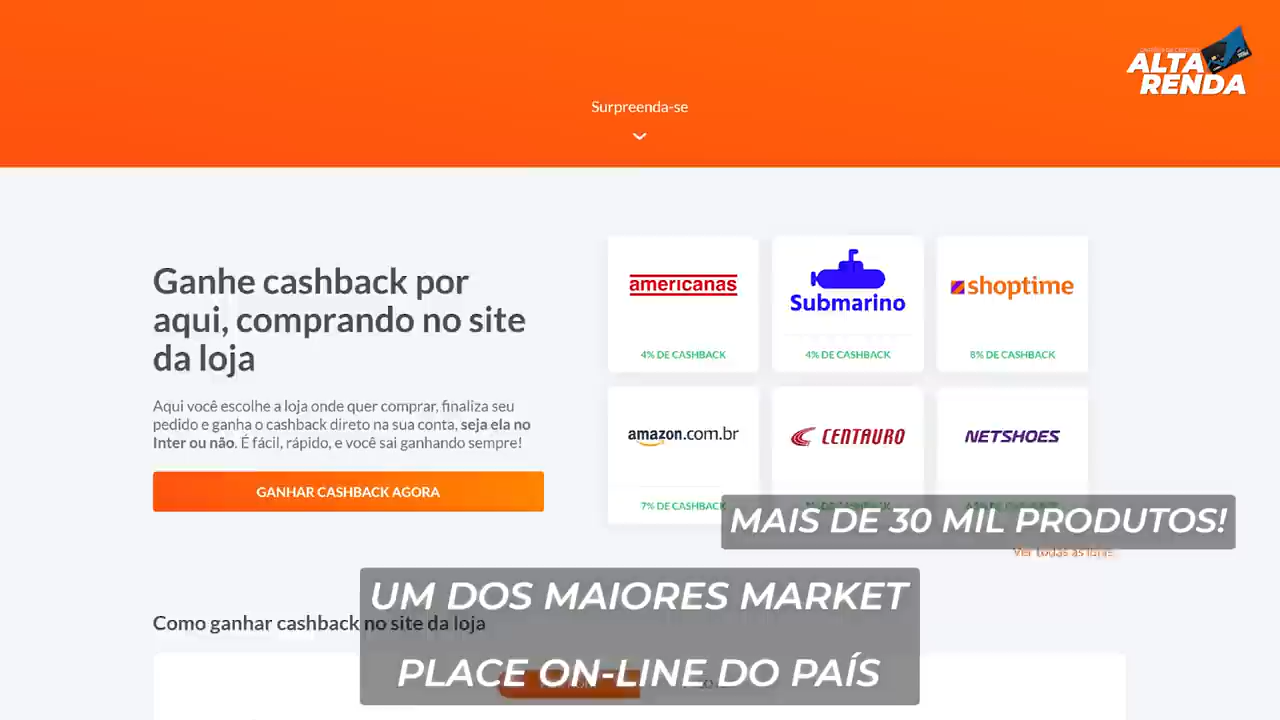 ALTA
RENDA
Surpreenda-se
Ganhe cashback por
aqui, comprando no site
da loja
Aqui você escolhe a loja onde quer comprar, finaliza seu
pedido e ganha o cashback direto na sua conta, seja ela no
Inter ou não. É fácil, rápido, e você sai ganhando sempre!
GANHAR CASHBACK AGORA
americanas
4% DE CASHBACK
Submarino
4% DE CASHBACK
shoptime
8% DE CASHBACK
amazon.com.br
7% DE CASHBACK
CENTAURO
NETSHOES
MAIS DE 30 MIL PRODUTOS!
Ver todas as lojas
UM DOS MAIORES MARKET
PLACE ON-LINE DO PAÍS
Como ganhar cashback no site da loja